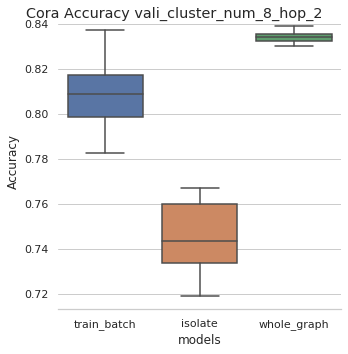 Cora Accuracy vali_cluster_num_8_hop_2
0.84
0.82
0.80
0.78
0.76
0.74
0.72
Accuracy
train_batch isolate whole_graph
models